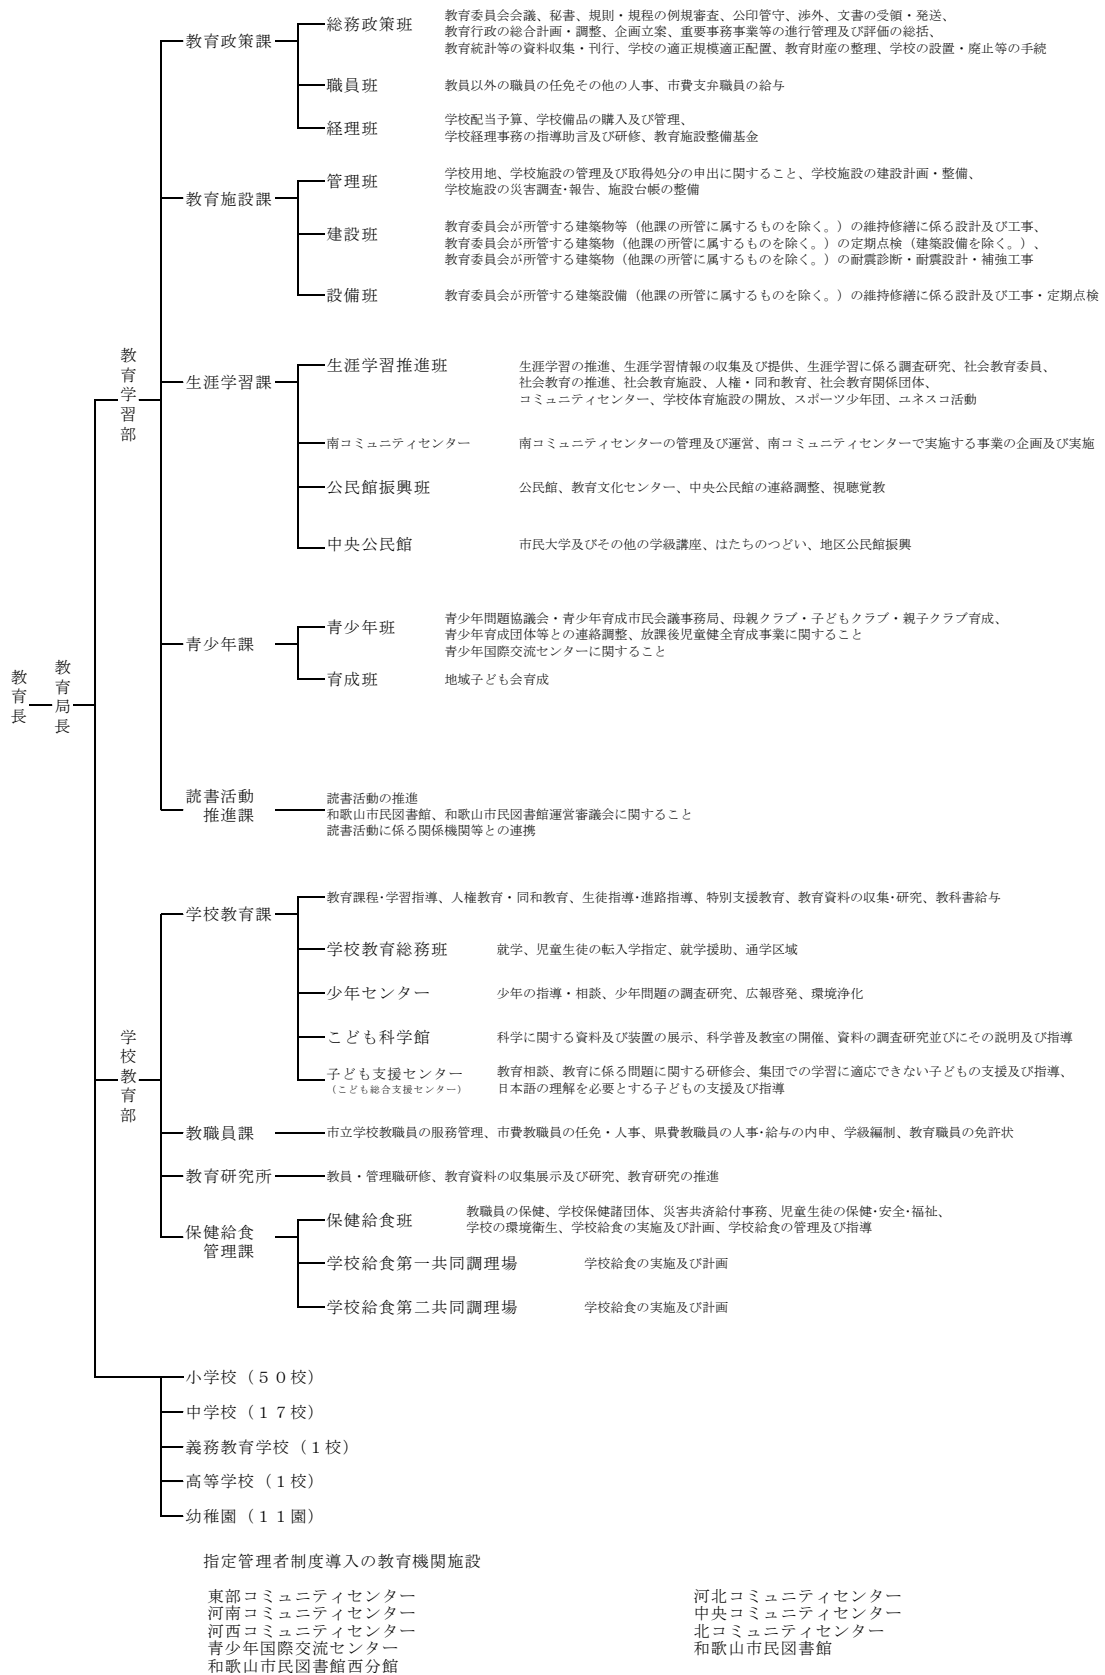 教育長
教育局長
教育学習部
教育政策課
総務政策班
教育委員会会議、秘書、規則・規程の例規審査、公印管守、渉外、文書の受領・発送、
教育行政の総合計画・調整、企画立案、重要事務事業等の進行管理及び評価の総括、
教育統計等の資料収集・刊行、学校の適正規模適正配置、教育財産の整理、学校の設置・廃止等の手続
職員班
教員以外の職員の任免その他の人事、市費支弁職員の給与
経理班
学校配当予算、学校備品の購入及び管理、
学校経理事務の指導助言及び研修、教育施設整備基金
教育施設課
管理班
学校用地、学校施設の管理及び取得処分の申出に関すること、学校施設の建設計画・整備、
学校施設の災害調査・報告、施設台帳の整備
建設班
教育委員会が所管する建築物等（他課の所管に属するものを除く。）の維持修繕に係る設計及び工事、
教育委員会が所管する建築物（他課の所管に属するものを除く。）の定期点検（建築設備を除く。）、
教育委員会が所管する建築物（他課の所管に属するものを除く。）の耐震診断・耐震設計・補強工事
設備班
教育委員会が所管する建築設備（他課の所管に属するものを除く。）の維持修繕に係る設計及び工事・定期点検
生涯学習課
生涯学習推進班
生涯学習の推進、生涯学習情報の収集及び提供、生涯学習に係る調査研究、社会教育委員、
社会教育の推進、社会教育施設、人権・同和教育、社会教育関係団体、
コミュニティセンター、学校体育施設の開放、スポーツ少年団、ユネスコ活動
南コミュニティセンター
南コミュニティセンターの管理及び運営、南コミュニティセンターで実施する事業の企画及び実施
公民館振興班
公民館、教育文化センター、中央公民館の連絡調整、視聴覚教
中央公民館
市民大学及びその他の学級講座、はたちのつどい、地区公民館振興
青少年課
青少年班
青少年問題協議会・青少年育成市民会議事務局、母親クラブ・子どもクラブ・親子クラブ育成、
青少年育成団体等との連絡調整、放課後児童健全育成事業に関すること
青少年国際交流センターに関すること
育成班
地域子ども会育成
読書活動
推進課
読書活動の推進
和歌山市民図書館、和歌山市民図書館運営審議会に関すること
読書活動に係る関係機関等との連携
学校教育部
学校教育課
教育課程・学習指導、人権教育・同和教育、生徒指導・進路指導、特別支援教育、教育資料の収集・研究、教科書給与
学校教育総務班
就学、児童生徒の転入学指定、就学援助、通学区域
少年センター
少年の指導・相談、少年問題の調査研究、広報啓発、環境浄化
こども科学館
科学に関する資料及び装置の展示、科学普及教室の開催、資料の調査研究並びにその説明及び指導
子ども支援センター
（こども総合支援センター）
教育相談、教育に係る問題に関する研修会、集団での学習に適応できない子どもの支援及び指導、
日本語の理解を必要とする子どもの支援及び指導
教職員課
市立学校教職員の服務管理、市費教職員の任免・人事、県費教職員の人事・給与の内申、学級編制、教育職員の免許状
教育研究所
教員・管理職研修、教育資料の収集展示及び研究、教育研究の推進
保健給食
管理課
保健給食班
教職員の保健、学校保健諸団体、災害共済給付事務、児童生徒の保健・安全・福祉、
学校の環境衛生、学校給食の実施及び計画、学校給食の管理及び指導
学校給食第一共同調理場
学校給食の実施及び計画
学校給食第二共同調理場
学校給食の実施及び計画
小学校（５０校）
中学校（１７校）
義務教育学校（１校）
高等学校（１校）
幼稚園（１１園）
指定管理者制度導入の教育機関施設
東部コミュニティセンター
河南コミュニティセンター
河西コミュニティセンター
青少年国際交流センター
和歌山市民図書館西分館
河北コミュニティセンター
中央コミュニティセンター
北コミュニティセンター
和歌山市民図書館